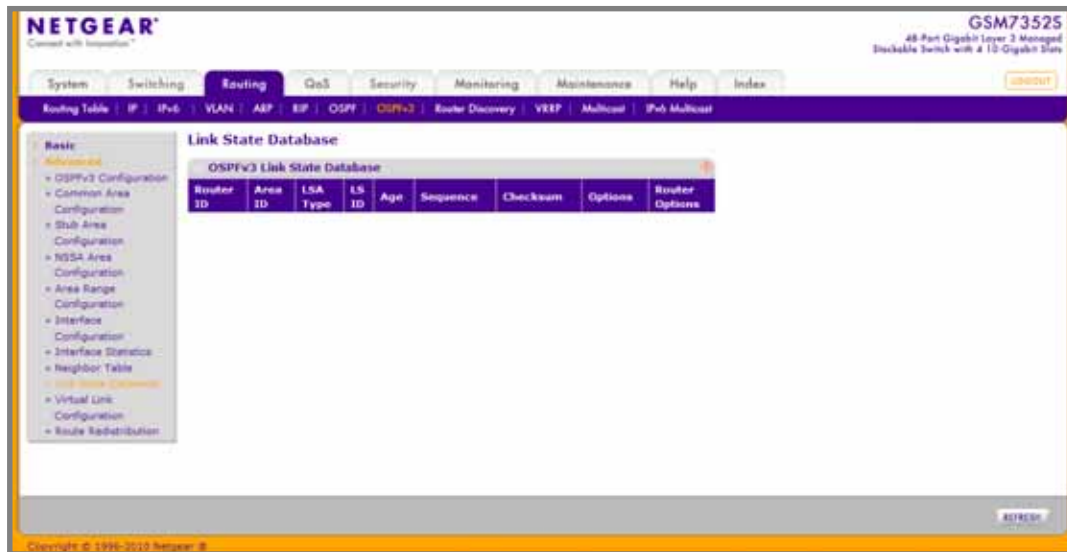 NETGEAR®
Connect with Innovation™
GSM7352S
48-Port Gigabit Layer 3 Managed
Stackable Switch with 4 10-Gigabit Slots
System Switching Routing QoS Security Monitoring Maintenance Help Index
LOGOUT
Routing Table | IP | IPv6 | VLAN | ARP | RIP | OSPF | OSPFv3 | Router Discovery | VRRP | Multicast | IPv6 Multicast
Basic
Advanced
» OSPFv3 Configuration
» Common Area
Configuration
» Stub Area
Configuration
» NSSA Area
Configuration
» Area Range
Configuration
» Interface
Configuration
» Interface Statistics
» Neighbor Table
» Link State Database
» Virtual Link
Configuration
» Route Redistribution
Link State Database
OSPFv3 Link State Database
Router ID Area ID LSA Type LS ID Age Sequence Checksum Options Router Options
REFRESH
Copyright © 1996-2010 Netgear ®